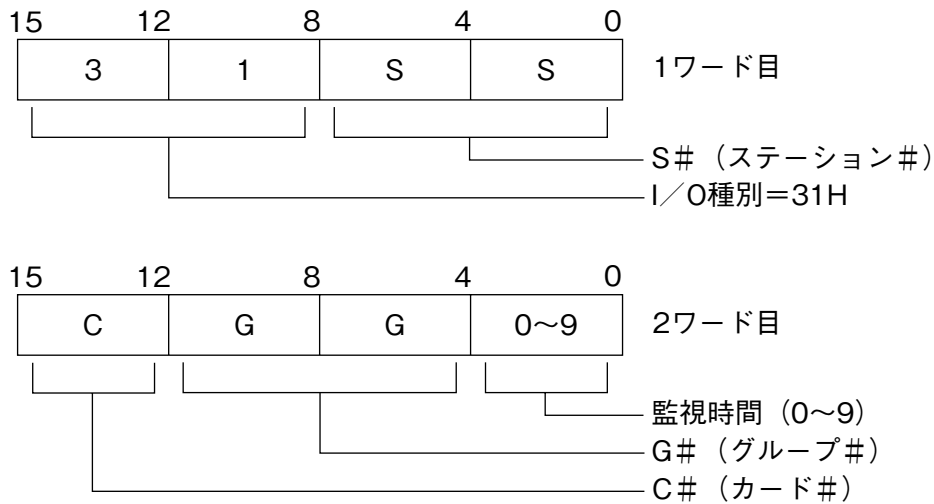 15 12 8 4 0
3 1 S S 1ワード目
S#（ステーション#）
I／O種別＝31H
15 12 8 4 0
C G G 0～9 2ワード目
監視時間（0～9）
G#（グループ#）
C#（カード#）